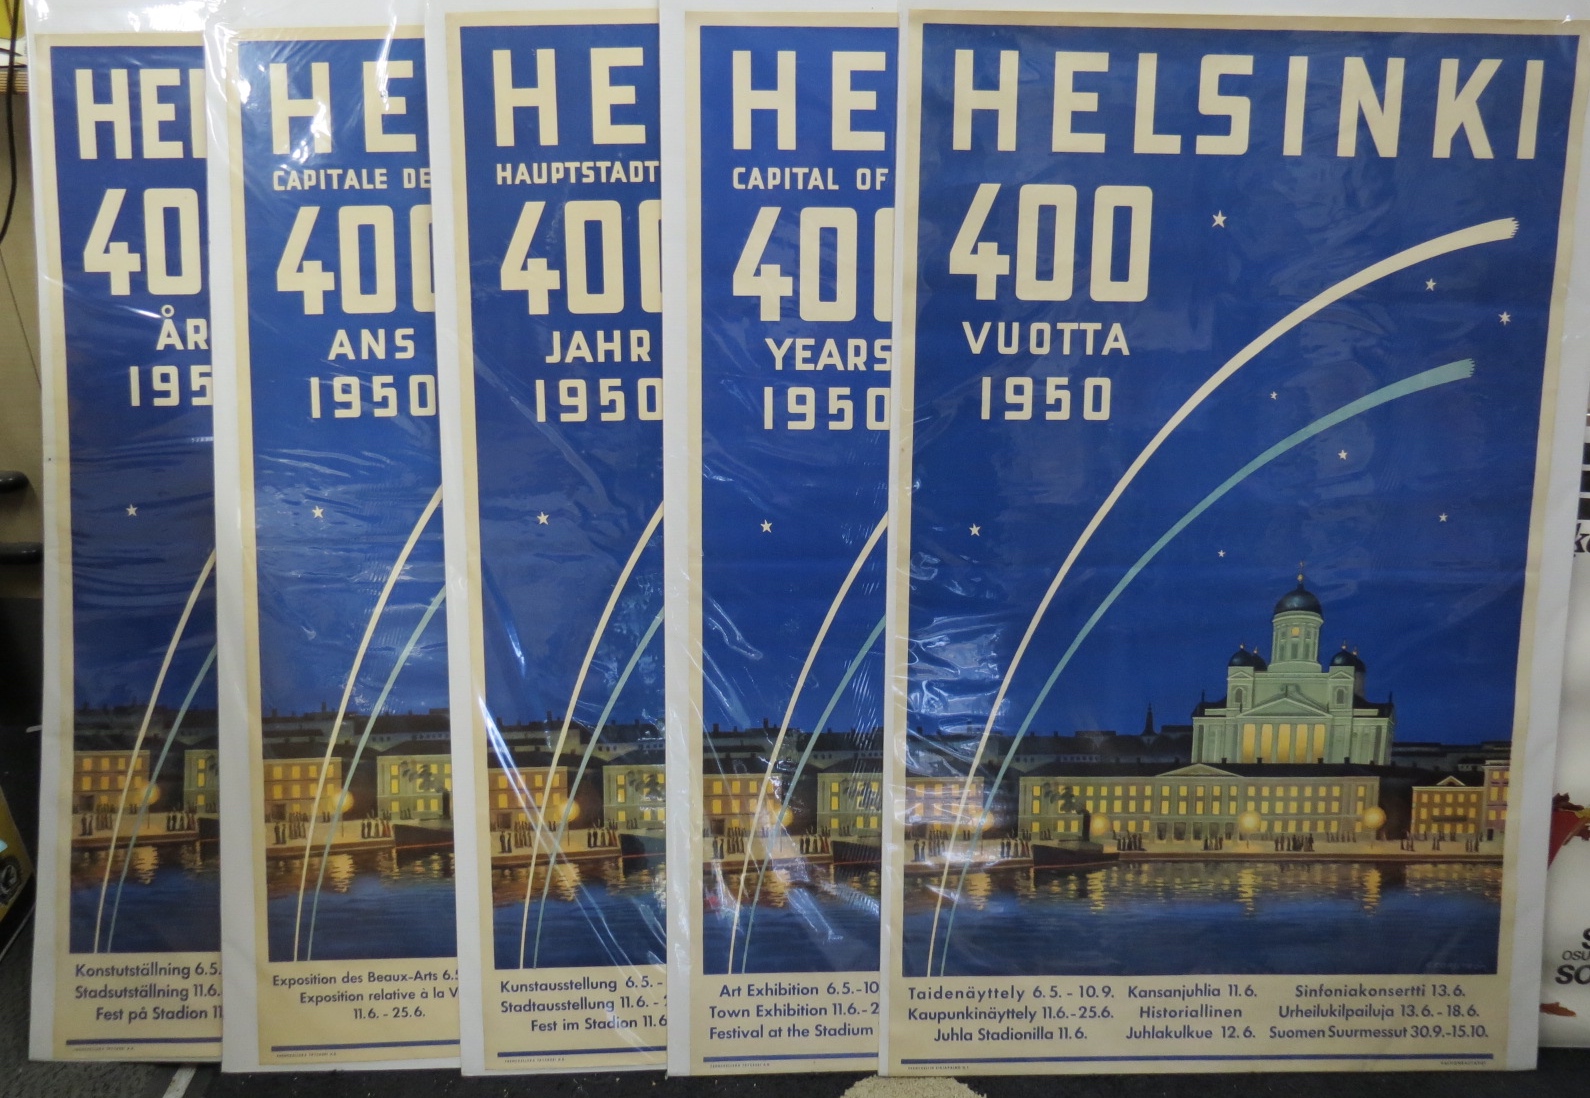 HEL
400
ÅR
195
Konstutställning 6.5.
Stadsutställning 11.6.
Fest på Stadion 11
HE
CAPITALE DE
400
ANS
1950
Exposition des Beaux-Arts 6.5
Exposition relative à la V
11.6. - 25.6.
HE
HAUPTSTADT
400
JAHR
1950
Kunstausstellung 6.5. -
Stadtausstellung 11.6. - 2
Fest im Stadion 11.6
HE
CAPITAL OF
400
YEARS
1950
Art Exhibition 6.5.-10
Town Exhibition 11.6.- 2
Festival at the Stadium
HELSINKI
400
VUOTTA
1950
Taidenäyttely 6.5. - 10.9.
Kaupunkinäyttely 11.6.-25.6.
Juhla Stadionilla 11.6.
Kansanjuhlia 11.6.
Historiallinen
Juhlakulkue 12.6.
Sinfoniakonsertti 13.6.
Urheilukilpailuja 13.6. - 18.6.
Suomen Suurmessut 30.9.-15.10.